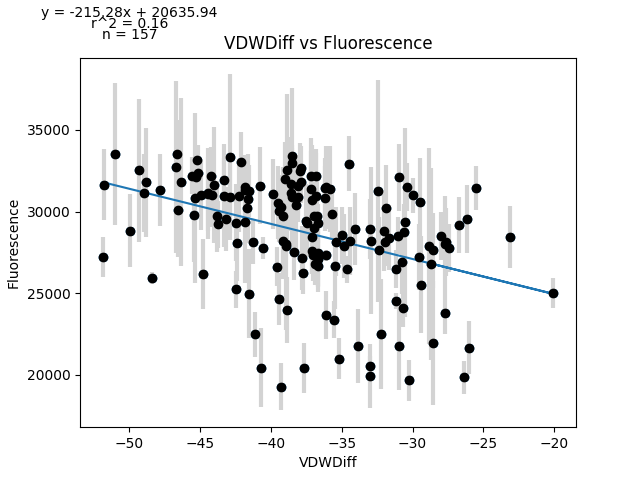 y = -215.28x + 20635.94
r^2 = 0.16
n = 157
VDWDiff vs Fluorescence
35000
30000
25000
20000
Fluorescence
−50 −45 −40 −35 −30 −25 −20
VDWDiff